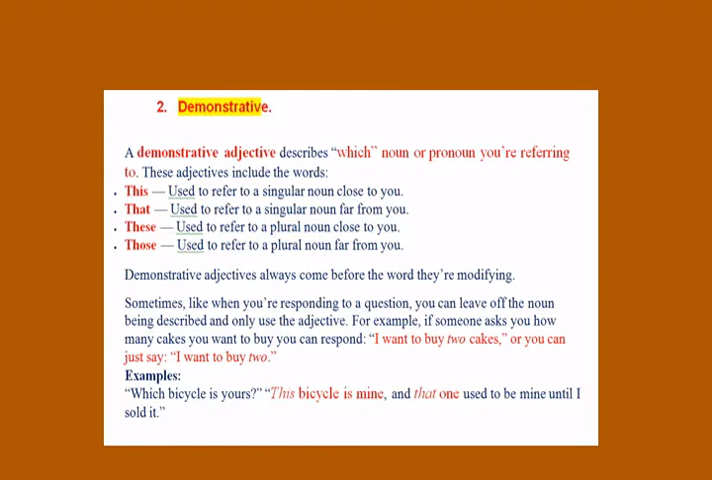 2. Demonstrative.
A demonstrative adjective describes “which” noun or pronoun you’re referring
to. These adjectives include the words:
• This — Used to refer to a singular noun close to you.
• That — Used to refer to a singular noun far from you.
• These — Used to refer to a plural noun close to you.
• Those — Used to refer to a plural noun far from you.
Demonstrative adjectives always come before the word they’re modifying.
Sometimes, like when you’re responding to a question, you can leave off the noun
being described and only use the adjective. For example, if someone asks you how
many cakes you want to buy you can respond: “I want to buy two cakes,” or you can
just say: “I want to buy two.”
Examples:
“Which bicycle is yours?” “This bicycle is mine, and that one used to be mine until I
sold it.”